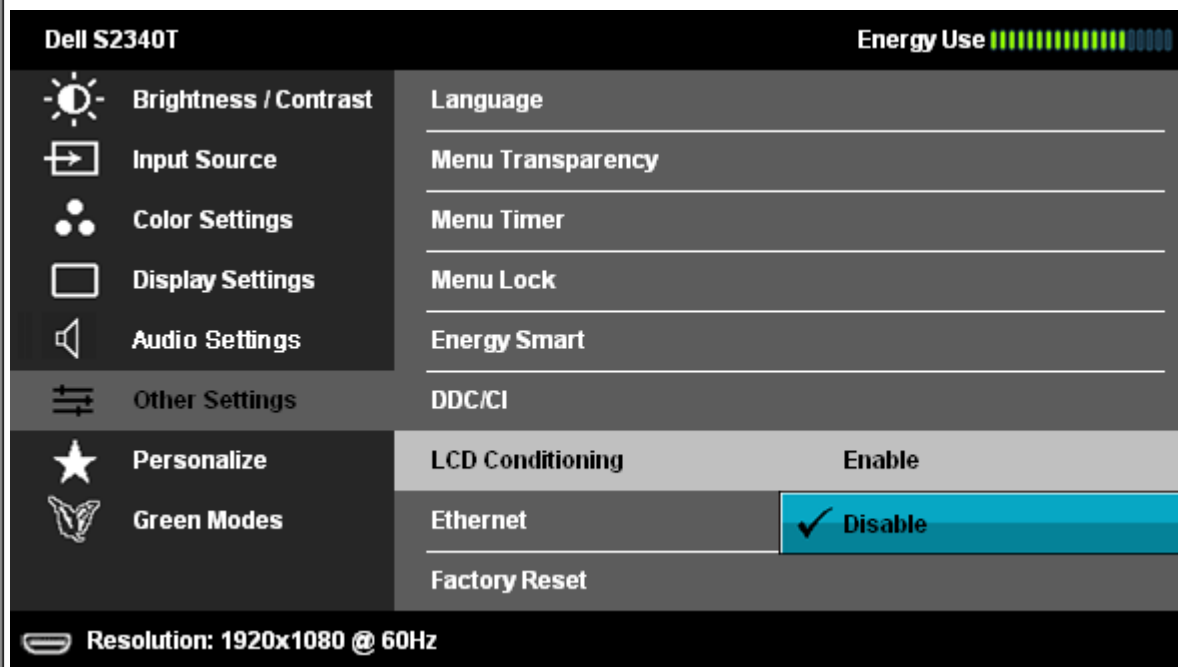 Dell S2340T Energy Use
Brightness / Contrast
Input Source
Color Settings
Display Settings
Audio Settings
Other Settings
Personalize
Green Modes
Language
Menu Transparency
Menu Timer
Menu Lock
Energy Smart
DDC/CI
LCD Conditioning Enable
Ethernet Disable
Factory Reset
Resolution: 1920x1080 @ 60Hz